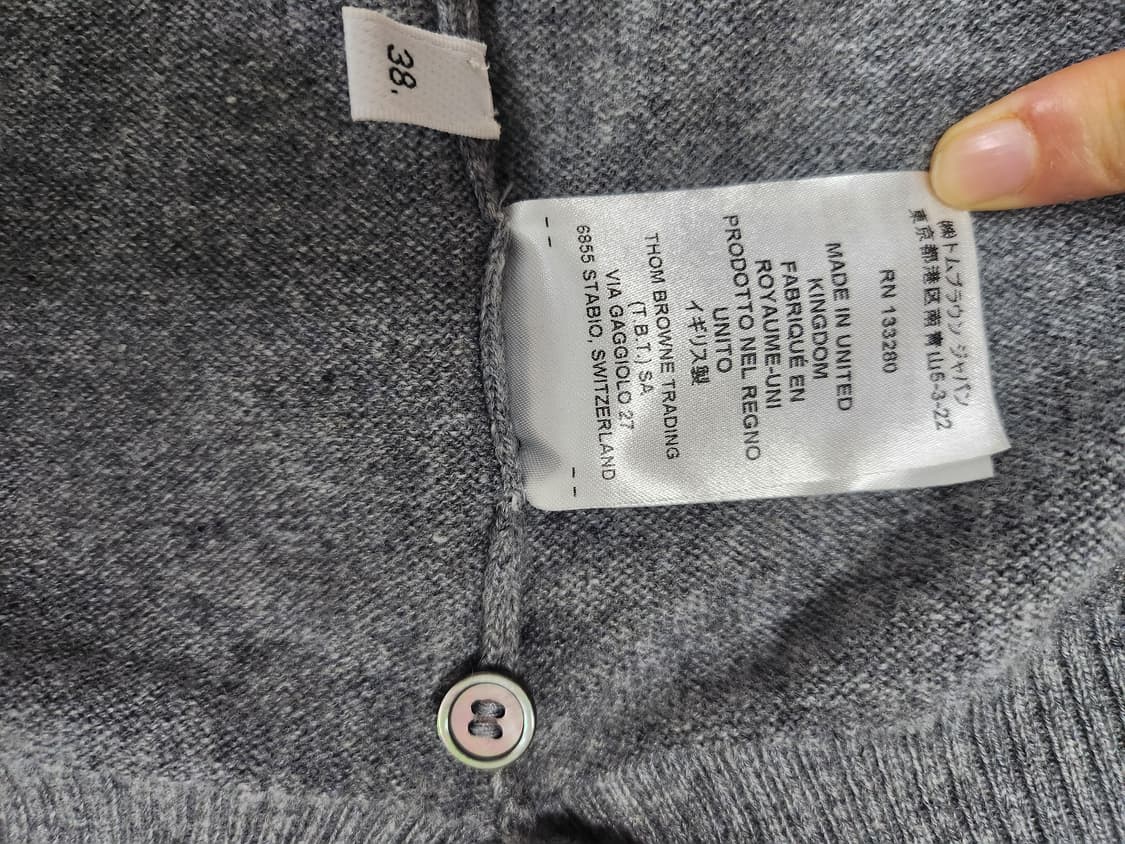 38.
㈱トムブラウン ジャパン
東京都港区南青山5-3-22
RN 133280
MADE IN UNITED
KINGDOM
FABRIQUÉ EN
ROYAUME-UNI
PRODOTTO NEL REGNO
UNITO
イギリス製
THOM BROWNE TRADING
(T.B.T.) SA
VIA GAGGIOLO 27
6855 STABIO, SWITZERLAND